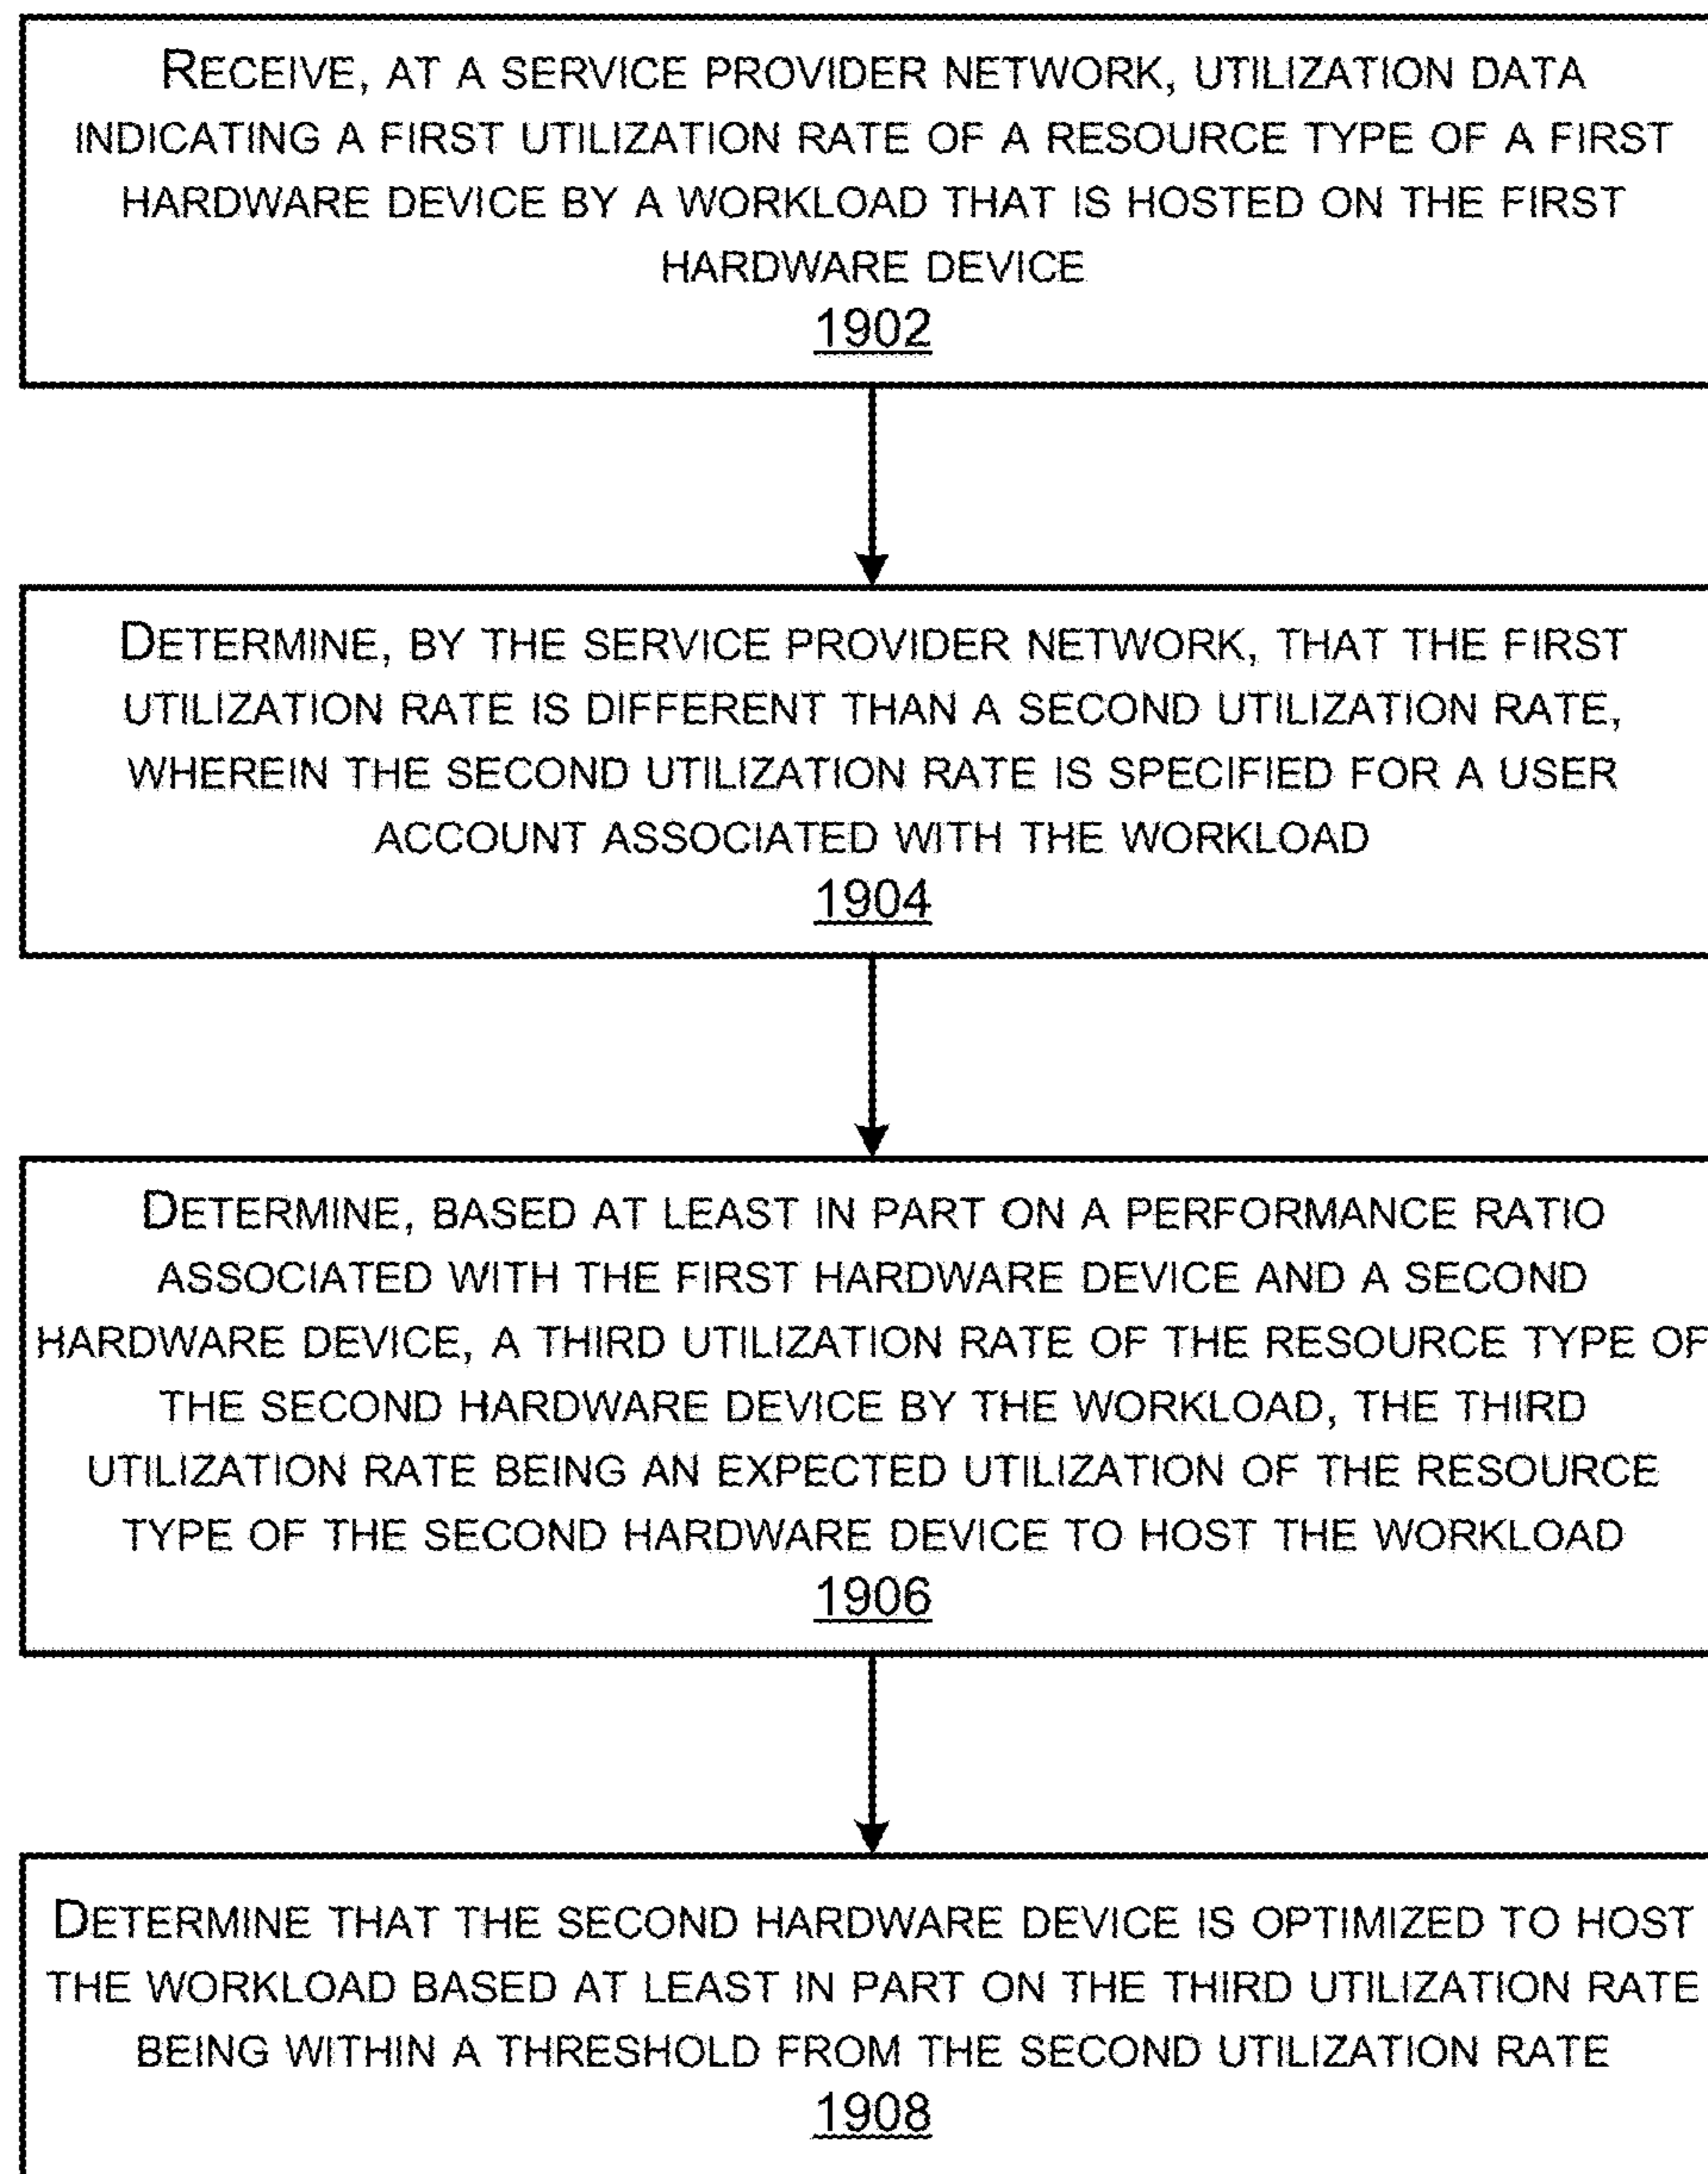 RECEIVE, AT A SERVICE PROVIDER NETWORK, UTILIZATION DATA
INDICATING A FIRST UTILIZATION RATE OF A RESOURCE TYPE OF A FIRST
HARDWARE DEVICE BY A WORKLOAD THAT IS HOSTED ON THE FIRST
HARDWARE DEVICE
1902
DETERMINE, BY THE SERVICE PROVIDER NETWORK, THAT THE FIRST
UTILIZATION RATE IS DIFFERENT THAN A SECOND UTILIZATION RATE,
WHEREIN THE SECOND UTILIZATION RATE IS SPECIFIED FOR A USER
ACCOUNT ASSOCIATED WITH THE WORKLOAD
1904
DETERMINE, BASED AT LEAST IN PART ON A PERFORMANCE RATIO
ASSOCIATED WITH THE FIRST HARDWARE DEVICE AND A SECOND
HARDWARE DEVICE, A THIRD UTILIZATION RATE OF THE RESOURCE TYPE OF
THE SECOND HARDWARE DEVICE BY THE WORKLOAD, THE THIRD
UTILIZATION RATE BEING AN EXPECTED UTILIZATION OF THE RESOURCE
TYPE OF THE SECOND HARDWARE DEVICE TO HOST THE WORKLOAD
1906
DETERMINE THAT THE SECOND HARDWARE DEVICE IS OPTIMIZED TO HOST
THE WORKLOAD BASED AT LEAST IN PART ON THE THIRD UTILIZATION RATE
BEING WITHIN A THRESHOLD FROM THE SECOND UTILIZATION RATE
1908